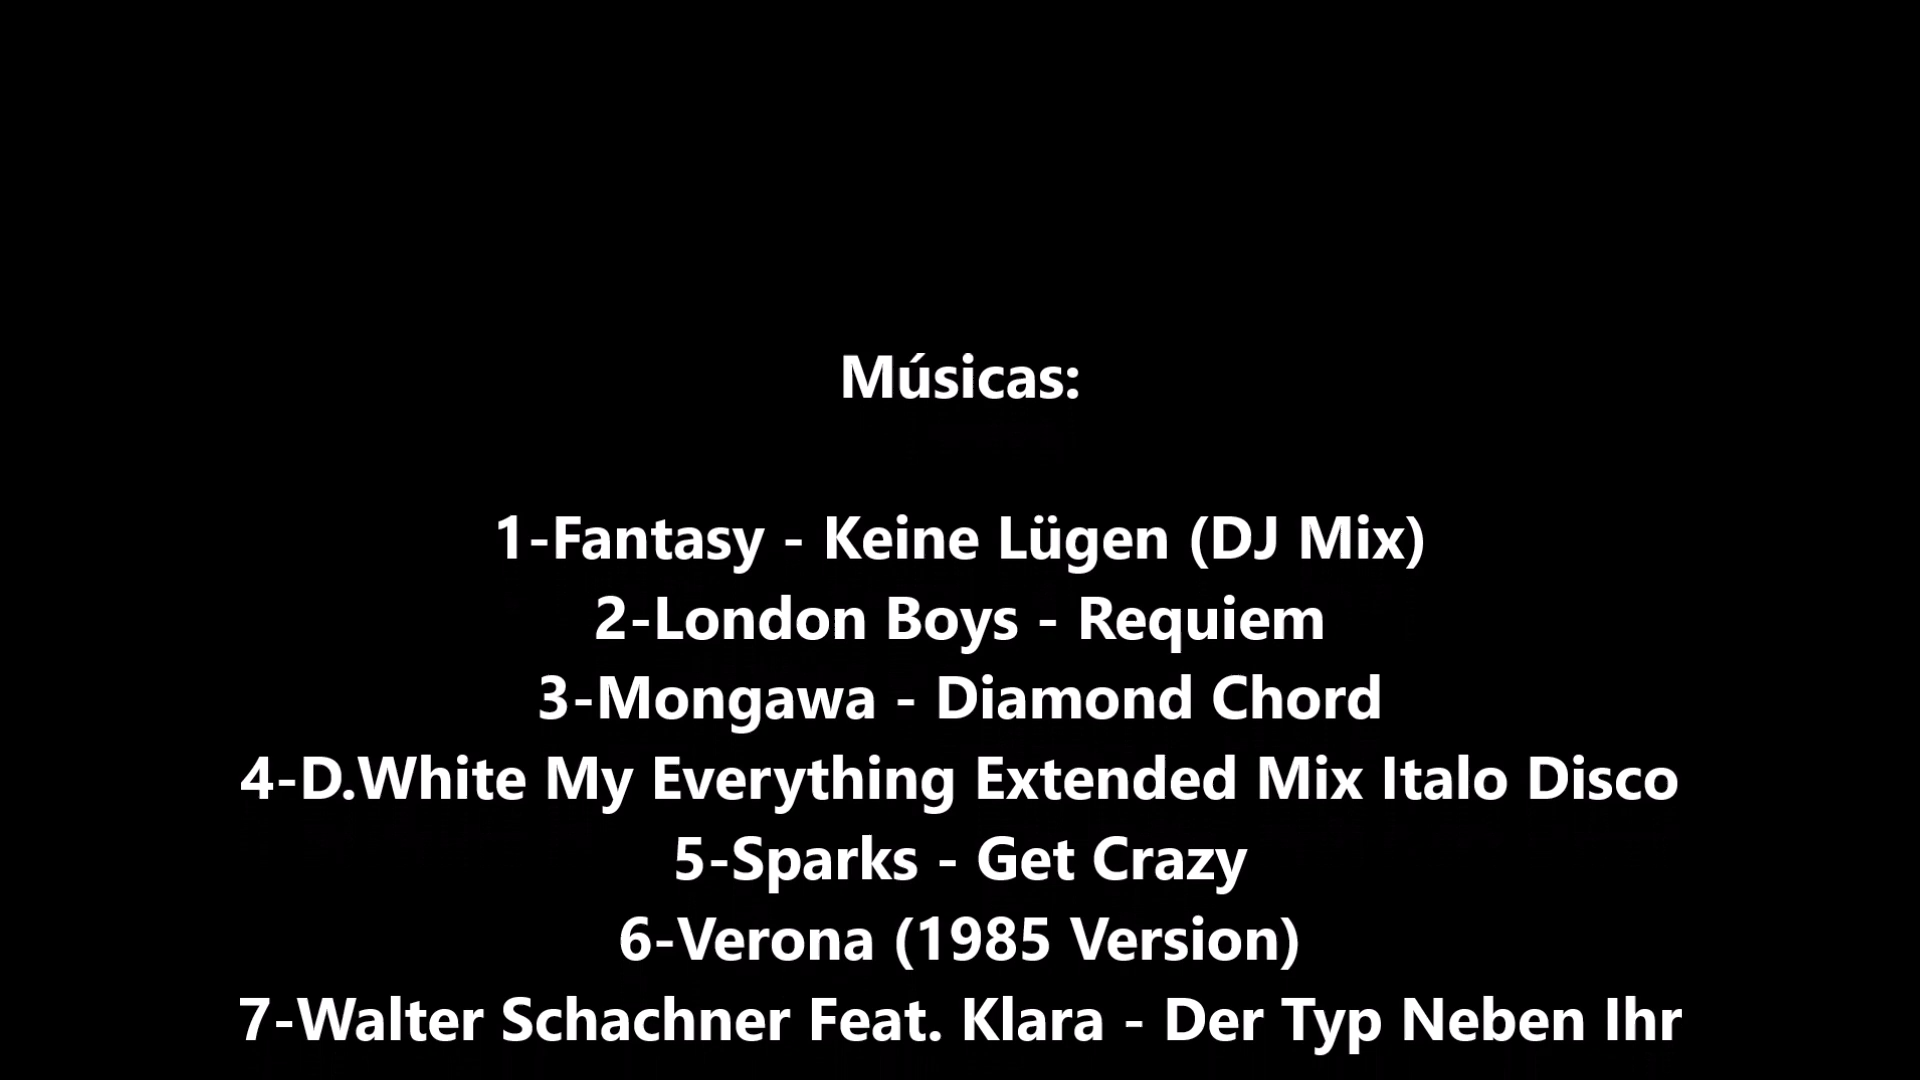 Músicas:
1-Fantasy - Keine Lügen (DJ Mix)
2-London Boys - Requiem
3-Mongawa - Diamond Chord
4-D.White My Everything Extended Mix Italo Disco
5-Sparks - Get Crazy
6-Verona (1985 Version)
7-Walter Schachner Feat. Klara - Der Typ Neben Ihr